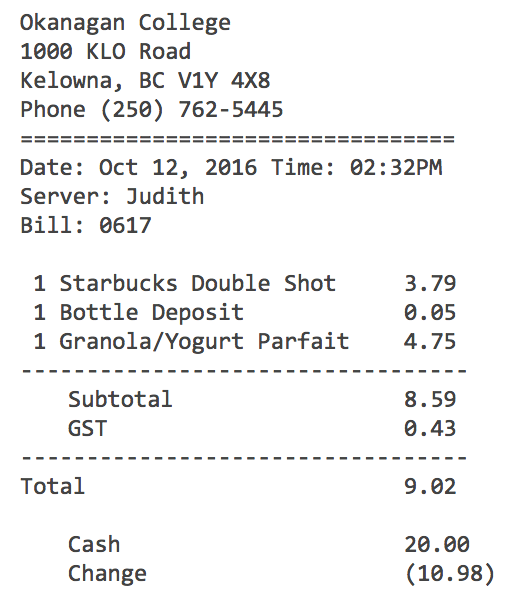 Okanagan College
1000 KLO Road
Kelowna, BC V1Y 4X8
Phone (250) 762-5445
=================================
Date: Oct 12, 2016 Time: 02:32PM
Server: Judith
Bill: 0617
1 Starbucks Double Shot 3.79
1 Bottle Deposit 0.05
1 Granola/Yogurt Parfait 4.75
----------------------------------
Subtotal 8.59
GST 0.43
----------------------------------
Total 9.02
Cash 20.00
Change (10.98)